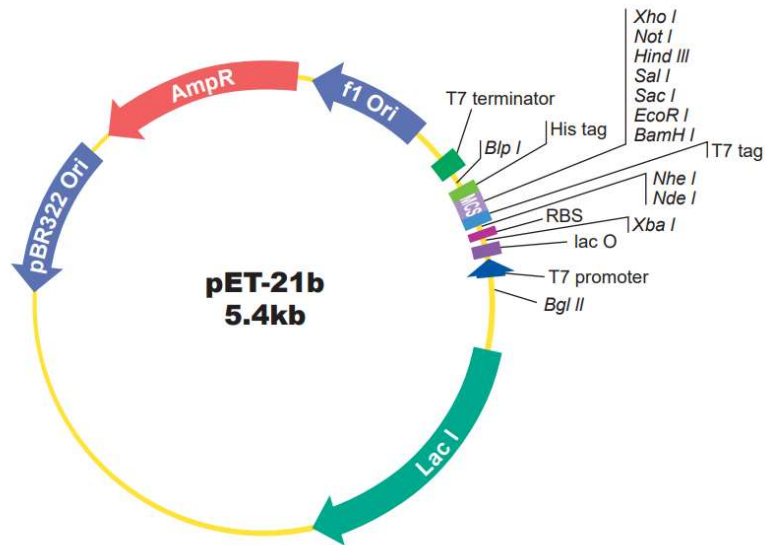 Xho I
Not I
Hind III
Sal I
Sac I
EcoR I
BamH I
T7 tag
Nhe I
Nde I
RBS
Xba I
lac O
T7 promoter
Bgl II
T7 terminator
His tag
Blp I
MCS
f1 Ori
AmpR
pBR322 Ori
pET-21b
5.4kb
Lac I